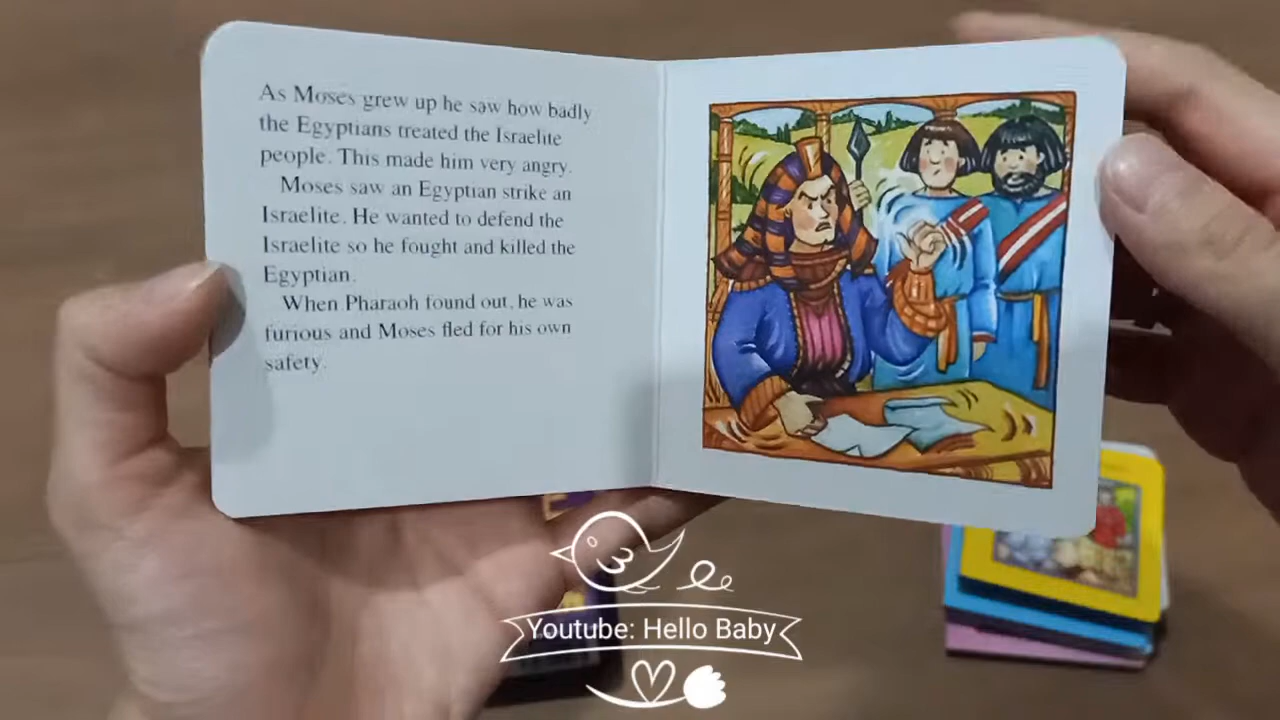 As Moses grew up he saw how badly
the Egyptians treated the Israelite
people. This made him very angry.
Moses saw an Egyptian strike an
Israelite. He wanted to defend the
Israelite so he fought and killed the
Egyptian.
When Pharaoh found out, he was
furious and Moses fled for his own
safety.
Youtube: Hello Baby